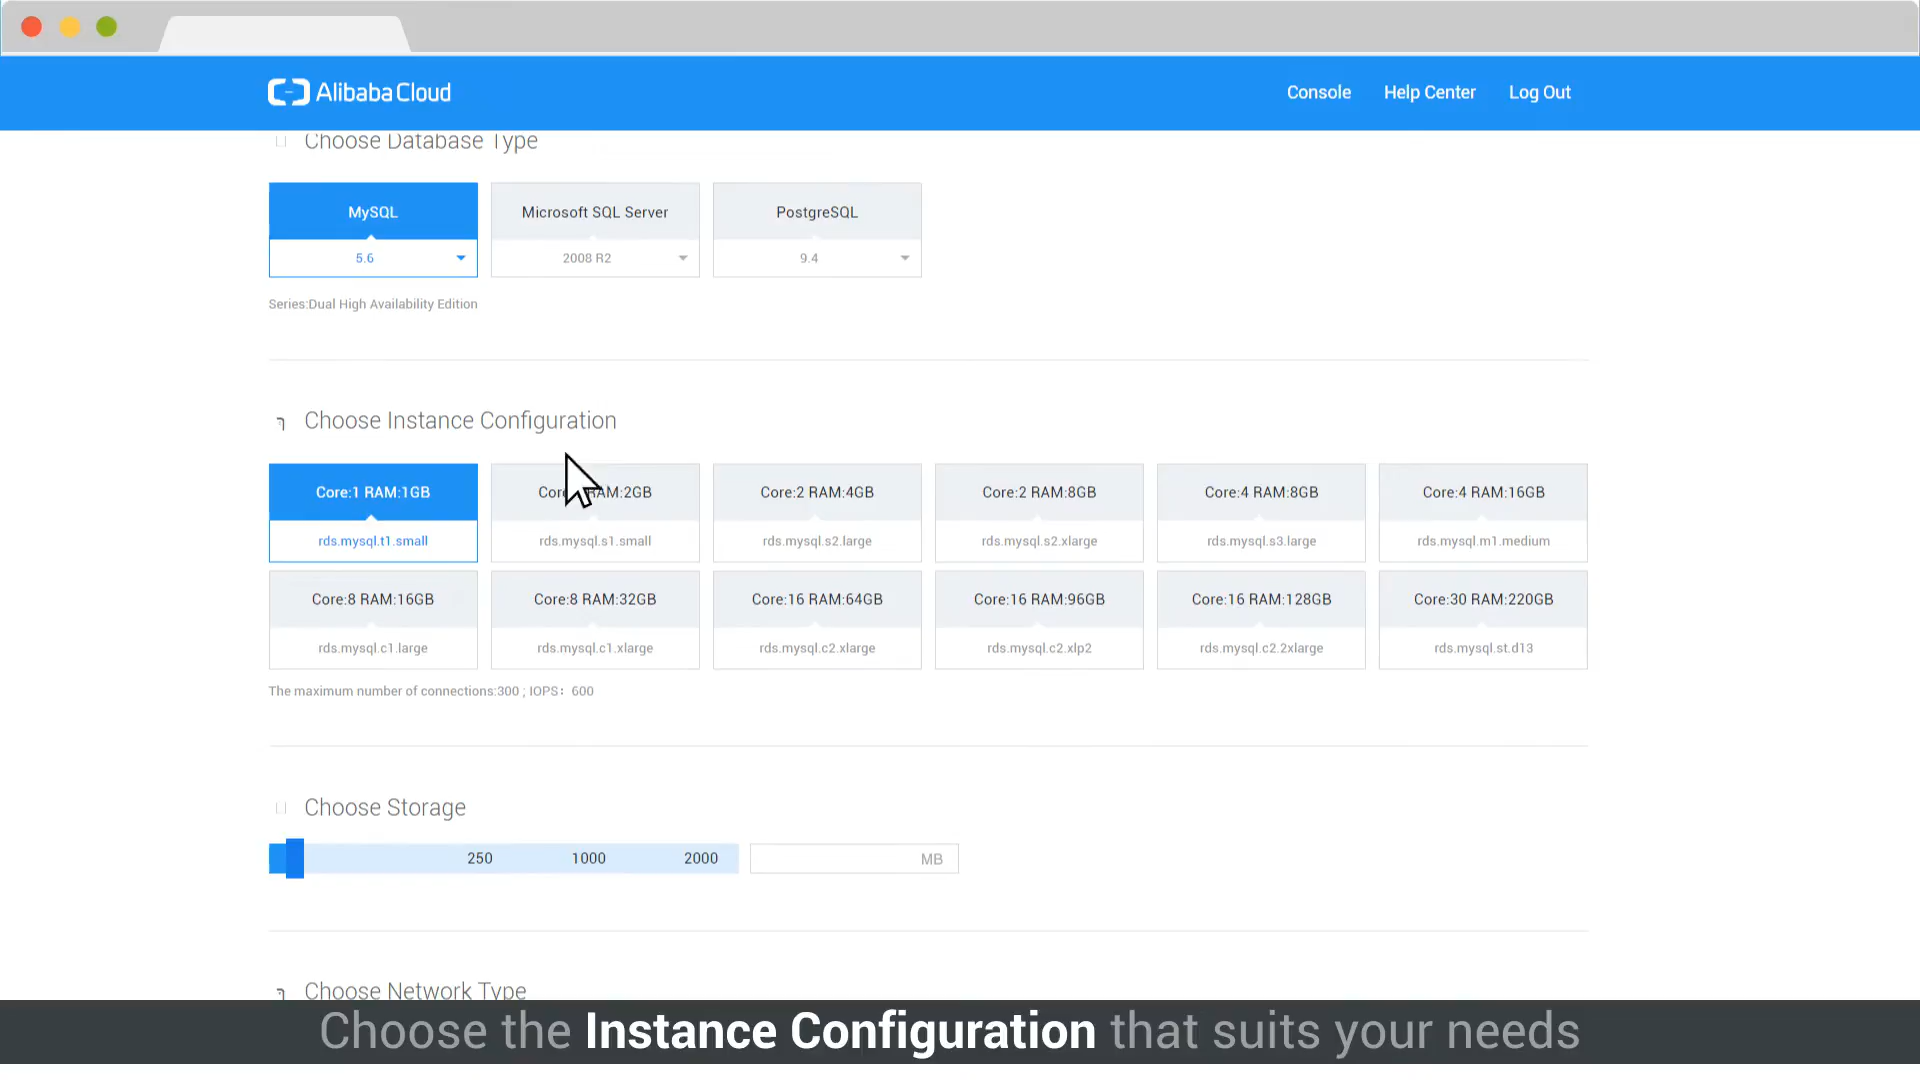 Alibaba Cloud
Console Help Center Log Out
Choose Database Type
MySQL Microsoft SQL Server PostgreSQL
5.6 2008 R2 9.4
Series:Dual High Availability Edition
Choose Instance Configuration
Core:1 RAM:1GB Cor RAM:2GB Core:2 RAM:4GB Core:2 RAM:8GB Core:4 RAM:8GB Core:4 RAM:16GB
rds.mysql.t1.small rds.mysql.s1.small rds.mysql.s2.large rds.mysql.s2.xlarge rds.mysql.s3.large rds.mysql.m1.medium
Core:8 RAM:16GB Core:8 RAM:32GB Core:16 RAM:64GB Core:16 RAM:96GB Core:16 RAM:128GB Core:30 RAM:220GB
rds.mysql.c1.large rds.mysql.c1.xlarge rds.mysql.c2.xlarge rds.mysql.c2.xlp2 rds.mysql.c2.2xlarge rds.mysql.st.d13
The maximum number of connections:300 ; IOPS：600
Choose Storage
250 1000 2000 MB
Choose Network Type
Choose the Instance Configuration that suits your needs